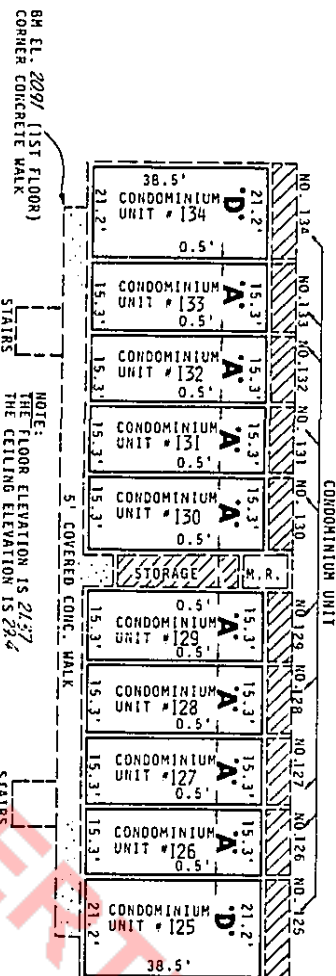 CONDOMINIUM UNIT
NO. 134
NO. 133
NO. 132
NO. 131
NO. 130
NO. 129
NO. 128
NO. 127
NO. 126
NO. 125
38.5'
21.2'
CONDOMINIUM
UNIT # 134
"D"
21.2'
0.5'
15.3'
CONDOMINIUM
UNIT # 133
"A"
15.3'
0.5'
15.3'
CONDOMINIUM
UNIT # 132
"A"
15.3'
0.5'
15.3'
CONDOMINIUM
UNIT # 131
"A"
15.3'
0.5'
15.3'
CONDOMINIUM
UNIT # 130
"A"
15.3'
0.5'
STORAGE
M.R.
0.5'
15.3'
CONDOMINIUM
UNIT #129
"A"
15.3'
15.3'
CONDOMINIUM
UNIT #128
"A"
15.3'
0.5'
15.3'
CONDOMINIUM
UNIT #127
"A"
15.3'
0.5'
15.3'
CONDOMINIUM
UNIT #126
"A"
15.3'
0.5'
21.2'
CONDOMINIUM
UNIT #125
"D"
21.2'
38.5'
5' COVERED CONC. WALK
BM EL. 2091 (1ST FLOOR)
CORNER CONCRETE WALK
STAIRS
STAIRS
NOTE:
THE FLOOR ELEVATION IS
THE CEILING ELEVATION IS